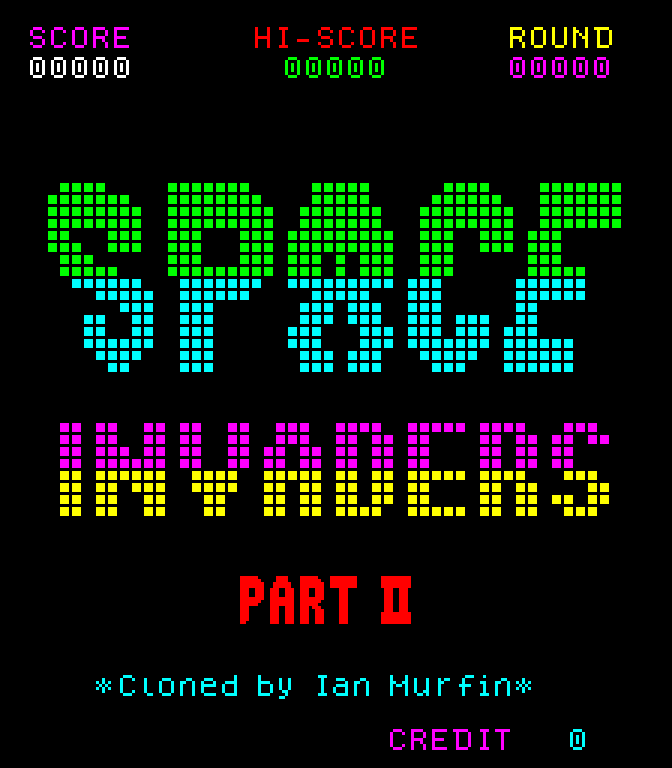 SCORE HI-SCORE ROUND
00000 00000 00000
SPACE
INVADERS
PART II
*Cloned by Ian Murfin*
CREDIT 0